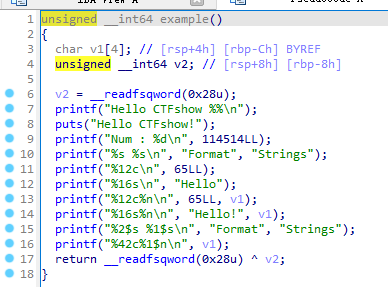 1 unsigned __int64 example()
2 {
3 char v1[4]; // [rsp+4h] [rbp-Ch] BYREF
4 unsigned __int64 v2; // [rsp+8h] [rbp-8h]
5
6 v2 = __readfsqword(0x28u);
7 printf("Hello CTFshow %%\n");
8 puts("Hello CTFshow!");
9 printf("Num : %d\n", 114514LL);
10 printf("%s %s\n", "Format", "Strings");
11 printf("%12c\n", 65LL);
12 printf("%16s\n", "Hello");
13 printf("%12c%n\n", 65LL, v1);
14 printf("%16s%n\n", "Hello!", v1);
15 printf("%2$s %1$s\n", "Format", "Strings");
16 printf("%42c%1$n\n", v1);
17 return __readfsqword(0x28u) ^ v2;
18 }